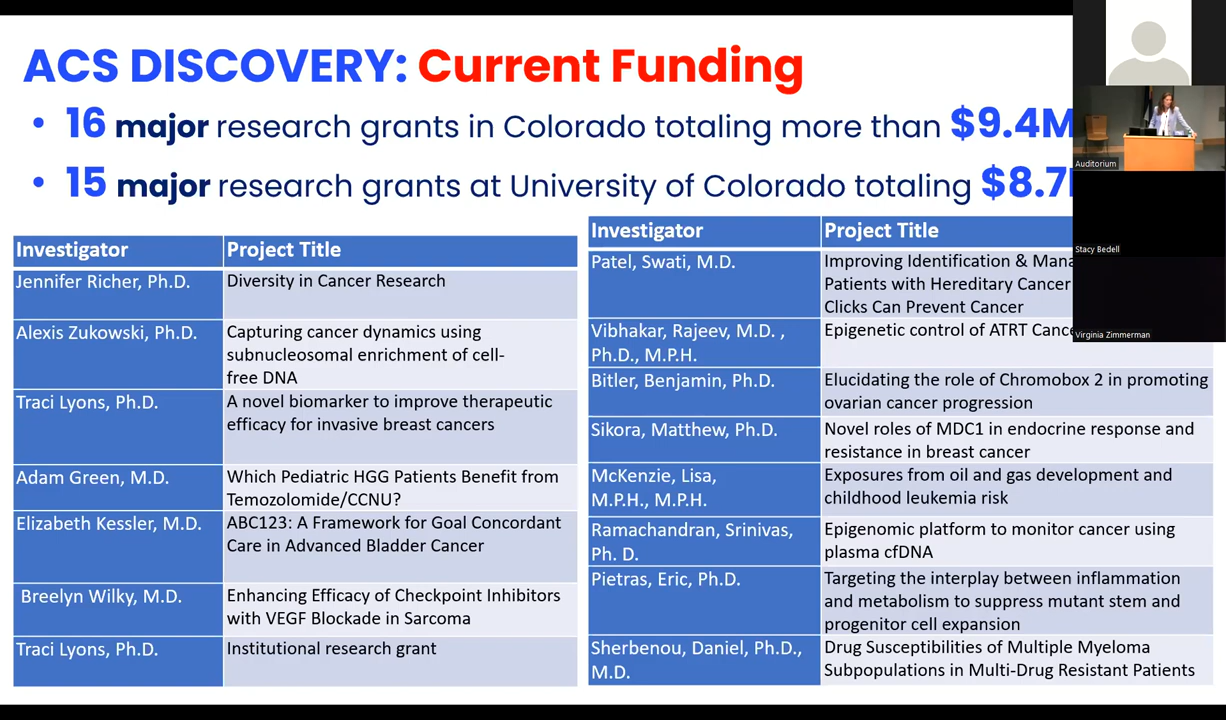 ACS DISCOVERY: Current Funding
• 16 major research grants in Colorado totaling more than $9.4M
• 15 major research grants at University of Colorado totaling $8.7
Investigator Project Title
Jennifer Richer, Ph.D. Diversity in Cancer Research
Alexis Zukowski, Ph.D. Capturing cancer dynamics using
subnucleosomal enrichment of cell-
free DNA
Traci Lyons, Ph.D. A novel biomarker to improve therapeutic
efficacy for invasive breast cancers
Adam Green, M.D. Which Pediatric HGG Patients Benefit from
Temozolomide/CCNU?
Elizabeth Kessler, M.D. ABC123: A Framework for Goal Concordant
Care in Advanced Bladder Cancer
Breelyn Wilky, M.D. Enhancing Efficacy of Checkpoint Inhibitors
with VEGF Blockade in Sarcoma
Traci Lyons, Ph.D. Institutional research grant
Investigator Project Title
Patel, Swati, M.D. Improving Identification &
Patients with Hereditary Cancer
Clicks Can Prevent Cancer
Vibhakar, Rajeev, M.D. , Epigenetic control of ATRT
Ph.D., M.P.H.
Bitler, Benjamin, Ph.D. Elucidating the role of Chromobox 2 in promoting
ovarian cancer progression
Sikora, Matthew, Ph.D. Novel roles of MDC1 in endocrine response and
resistance in breast cancer
McKenzie, Lisa, Exposures from oil and gas development and
M.P.H., M.P.H. childhood leukemia risk
Ramachandran, Srinivas, Epigenomic platform to monitor cancer using
Ph. D. plasma cfDNA
Pietras, Eric, Ph.D. Targeting the interplay between inflammation
and metabolism to suppress mutant stem and
progenitor cell expansion
Sherbenou, Daniel, Ph.D., Drug Susceptibilities of Multiple Myeloma
M.D. Subpopulations in Multi-Drug Resistant Patients
Auditorium
Stacy Bedell
Virginia Zimmerman